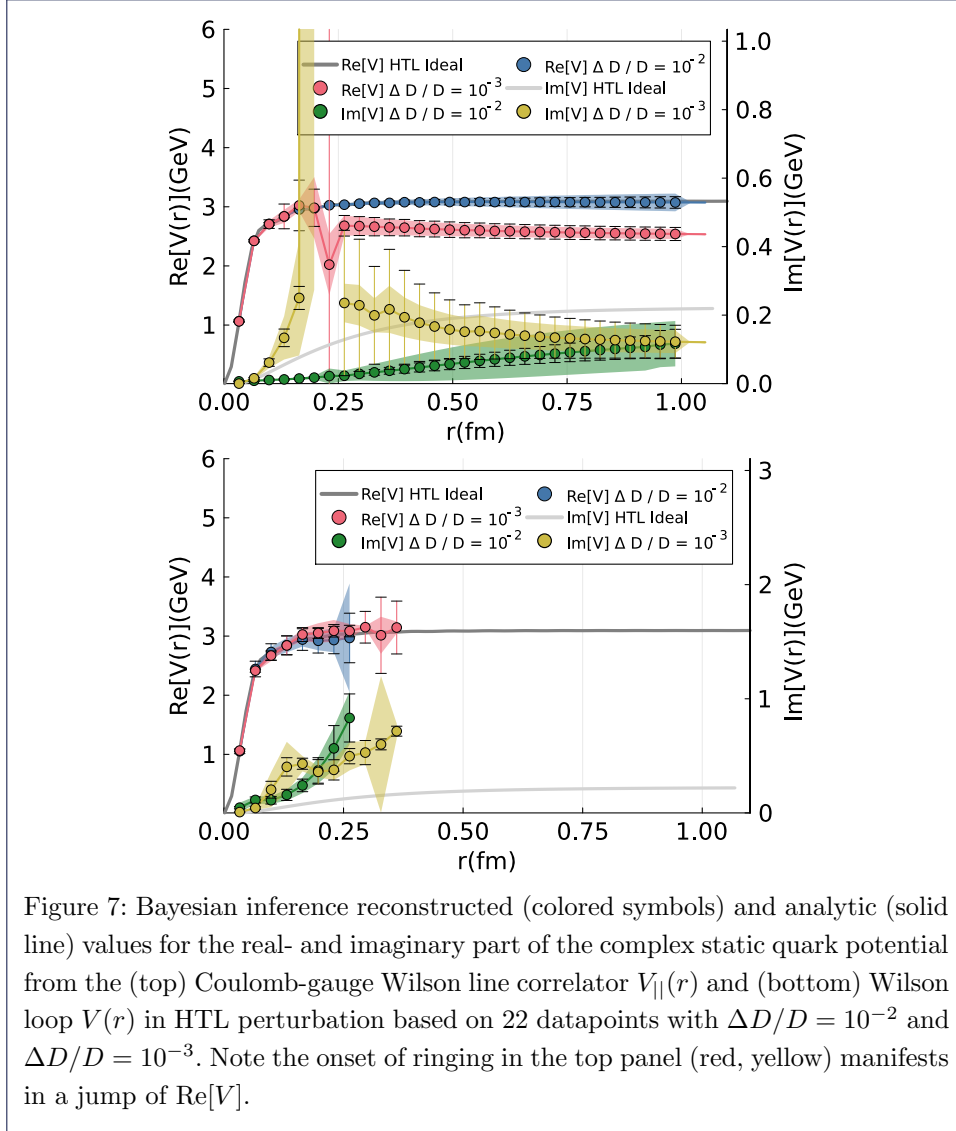 6
5
4
3
2
1
Re[V(r)](GeV)
Re[V] HTL Ideal
Re[V] Δ D / D = 10⁻²
Re[V] Δ D / D = 10⁻³
Im[V] HTL Ideal
Im[V] Δ D / D = 10⁻²
Im[V] Δ D / D = 10⁻³
1.0
0.8
0.6
0.4
0.2
0.0
Im[V(r)](GeV)
0.00 0.25 0.50 0.75 1.00
r(fm)
6
5
4
3
2
1
Re[V(r)](GeV)
Re[V] HTL Ideal
Re[V] Δ D / D = 10⁻²
Re[V] Δ D / D = 10⁻³
Im[V] HTL Ideal
Im[V] Δ D / D = 10⁻²
Im[V] Δ D / D = 10⁻³
3
2
1
0
Im[V(r)](GeV)
0.00 0.25 0.50 0.75 1.00
r(fm)
Figure 7: Bayesian inference reconstructed (colored symbols) and analytic (solid
line) values for the real- and imaginary part of the complex static quark potential
from the (top) Coulomb-gauge Wilson line correlator V||(r) and (bottom) Wilson
loop V(r) in HTL perturbation based on 22 datapoints with ΔD/D = 10⁻² and
ΔD/D = 10⁻³. Note the onset of ringing in the top panel (red, yellow) manifests
in a jump of Re[V].